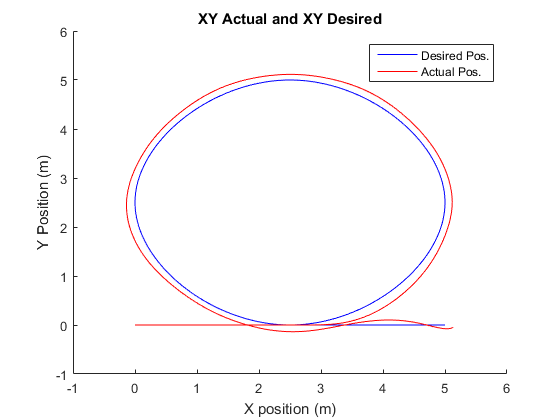 XY Actual and XY Desired
Desired Pos.
Actual Pos.
6
5
4
3
2
1
0
-1
Y Position (m)
-1 0 1 2 3 4 5 6
X position (m)